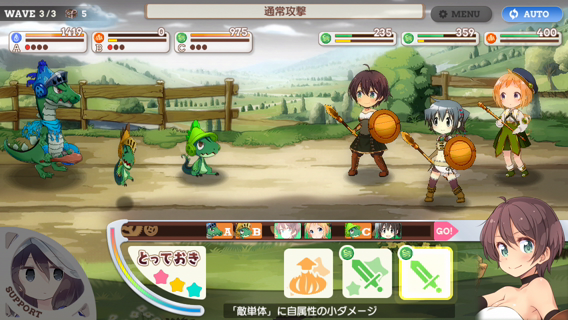 WAVE 3/3 5
通常攻撃
MENU
AUTO
1419
A
0
B
975
C
235
359
400
A B C GO!
とっておき
SUPPORT
「敵単体」に自属性の小ダメージ